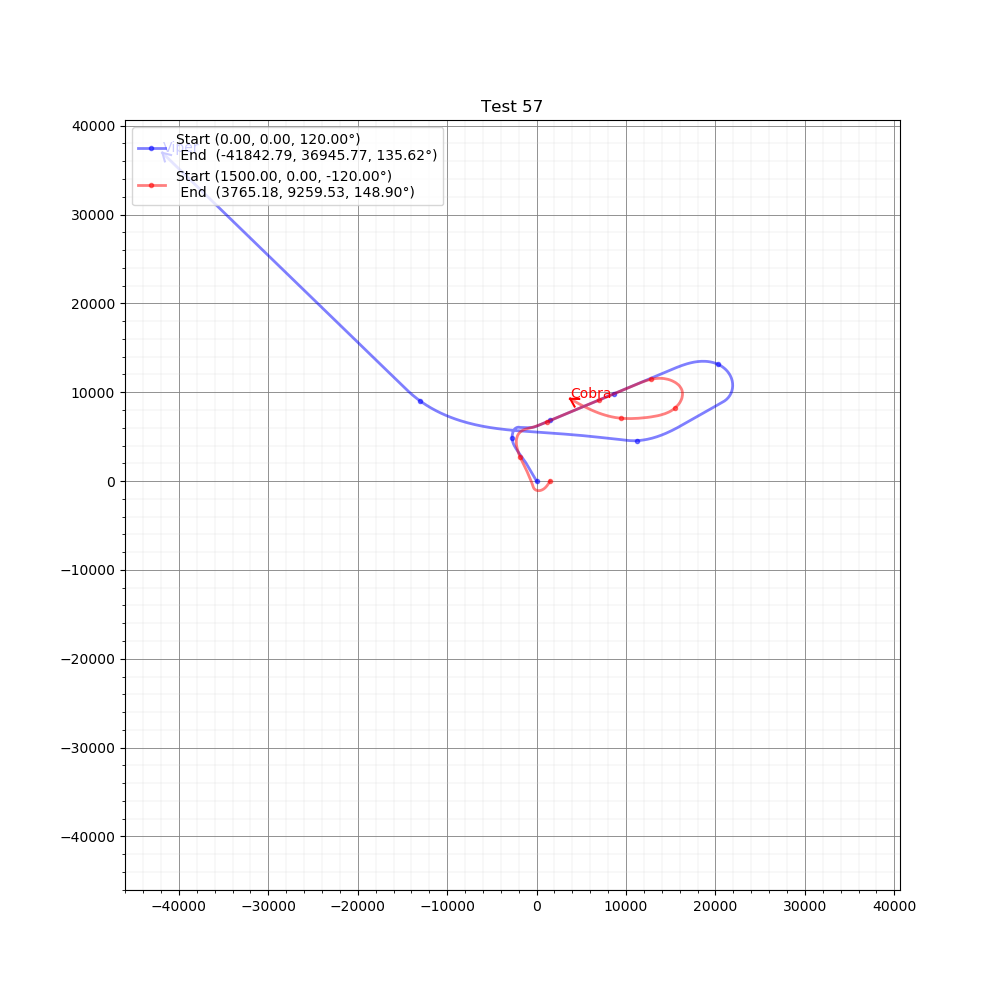 Test 57
Start (0.00, 0.00, 120.00°)
End  (-41842.79, 36945.77, 135.62°)
Start (1500.00, 0.00, -120.00°)
End  (3765.18, 9259.53, 148.90°)
Viper
Cobra
40000
30000
20000
10000
0
−10000
−20000
−30000
−40000
−40000 −30000 −20000 −10000 0 10000 20000 30000 40000